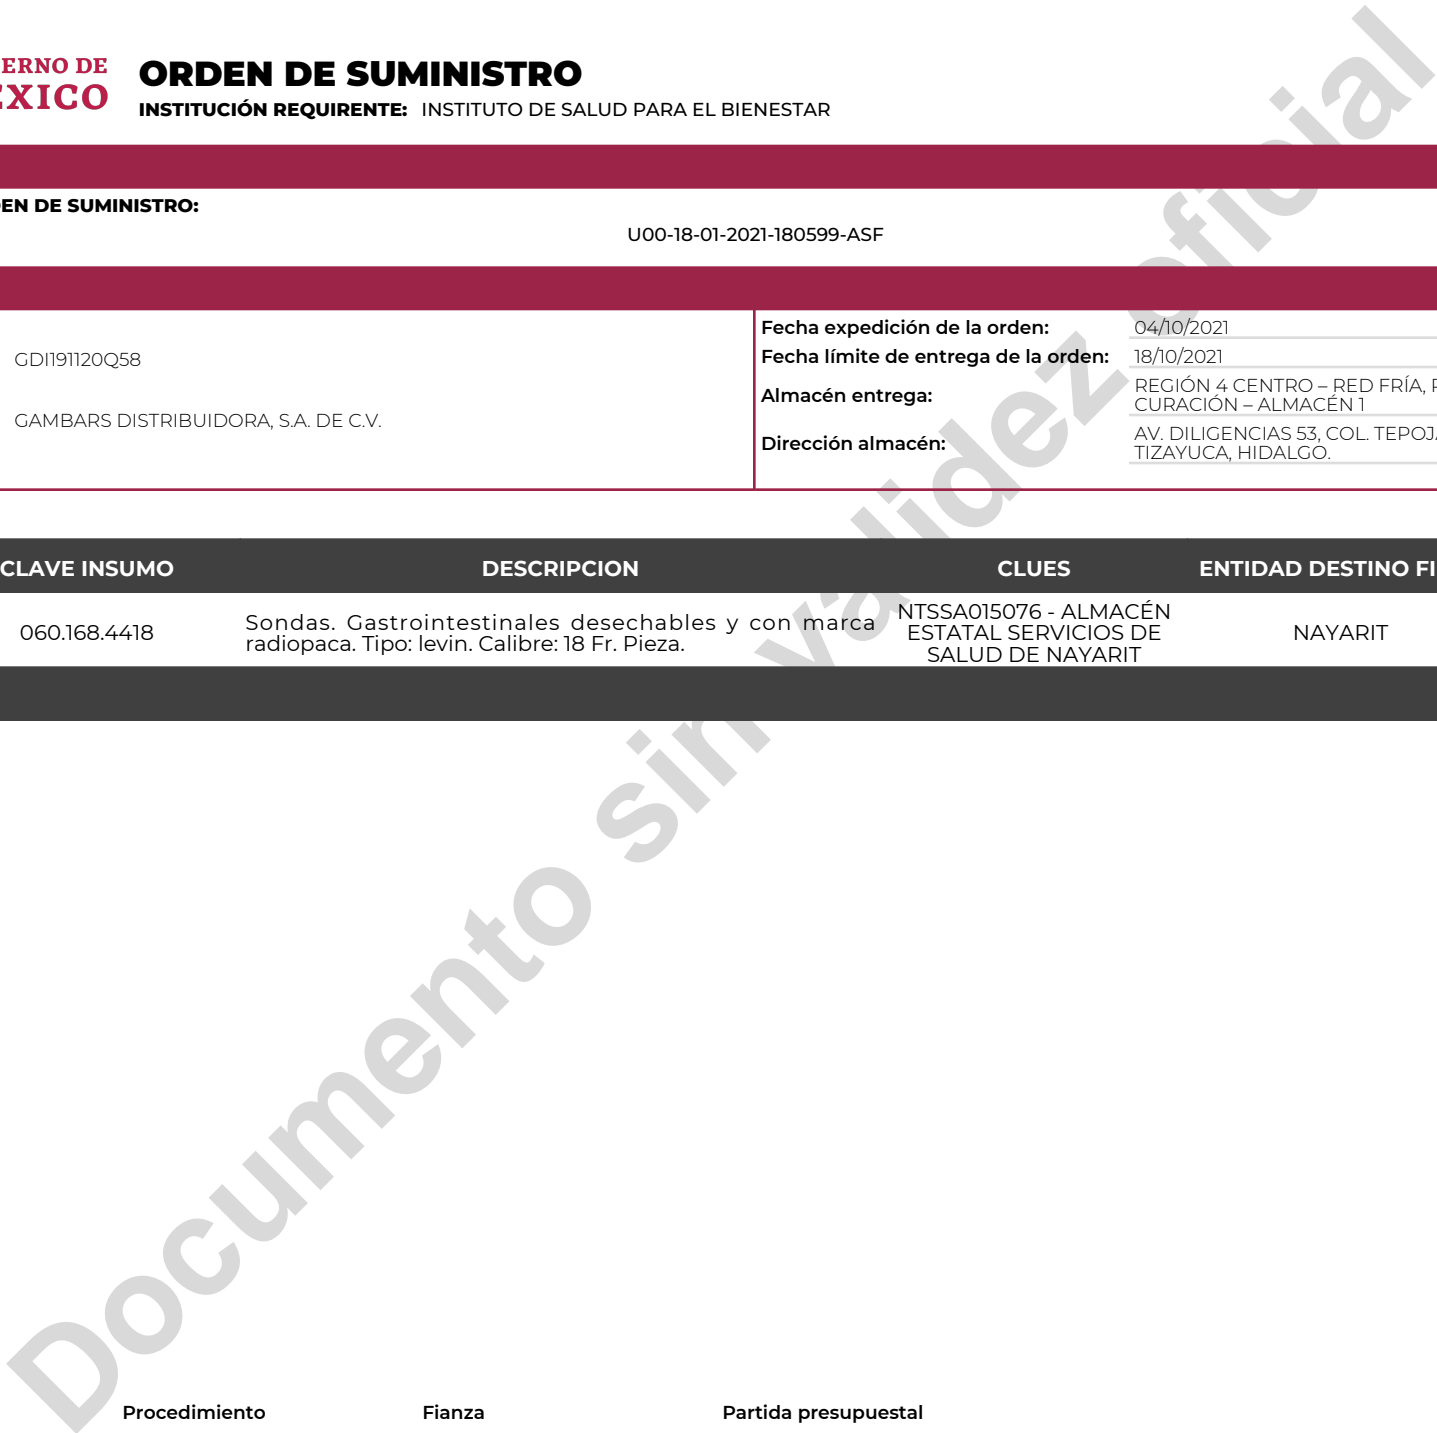 ERNO DE
EXICO
ORDEN DE SUMINISTRO
INSTITUCIÓN REQUIRENTE: INSTITUTO DE SALUD PARA EL BIENESTAR
EN DE SUMINISTRO:
U00-18-01-2021-180599-ASF
GDI191120Q58
GAMBARS DISTRIBUIDORA, S.A. DE C.V.
Fecha expedición de la orden: 04/10/2021
Fecha límite de entrega de la orden: 18/10/2021
Almacén entrega: REGIÓN 4 CENTRO – RED FRÍA,
CURACIÓN – ALMACÉN 1
Dirección almacén: AV. DILIGENCIAS 53, COL. TEPOJA
TIZAYUCA, HIDALGO.
CLAVE INSUMO DESCRIPCION CLUES ENTIDAD DESTINO FI
060.168.4418
Sondas. Gastrointestinales desechables y con marca
radiopaca. Tipo: levin. Calibre: 18 Fr. Pieza.
NTSSA015076 - ALMACÉN
ESTATAL SERVICIOS DE
SALUD DE NAYARIT
NAYARIT
Documento sin validez oficial
Procedimiento Fianza Partida presupuestal